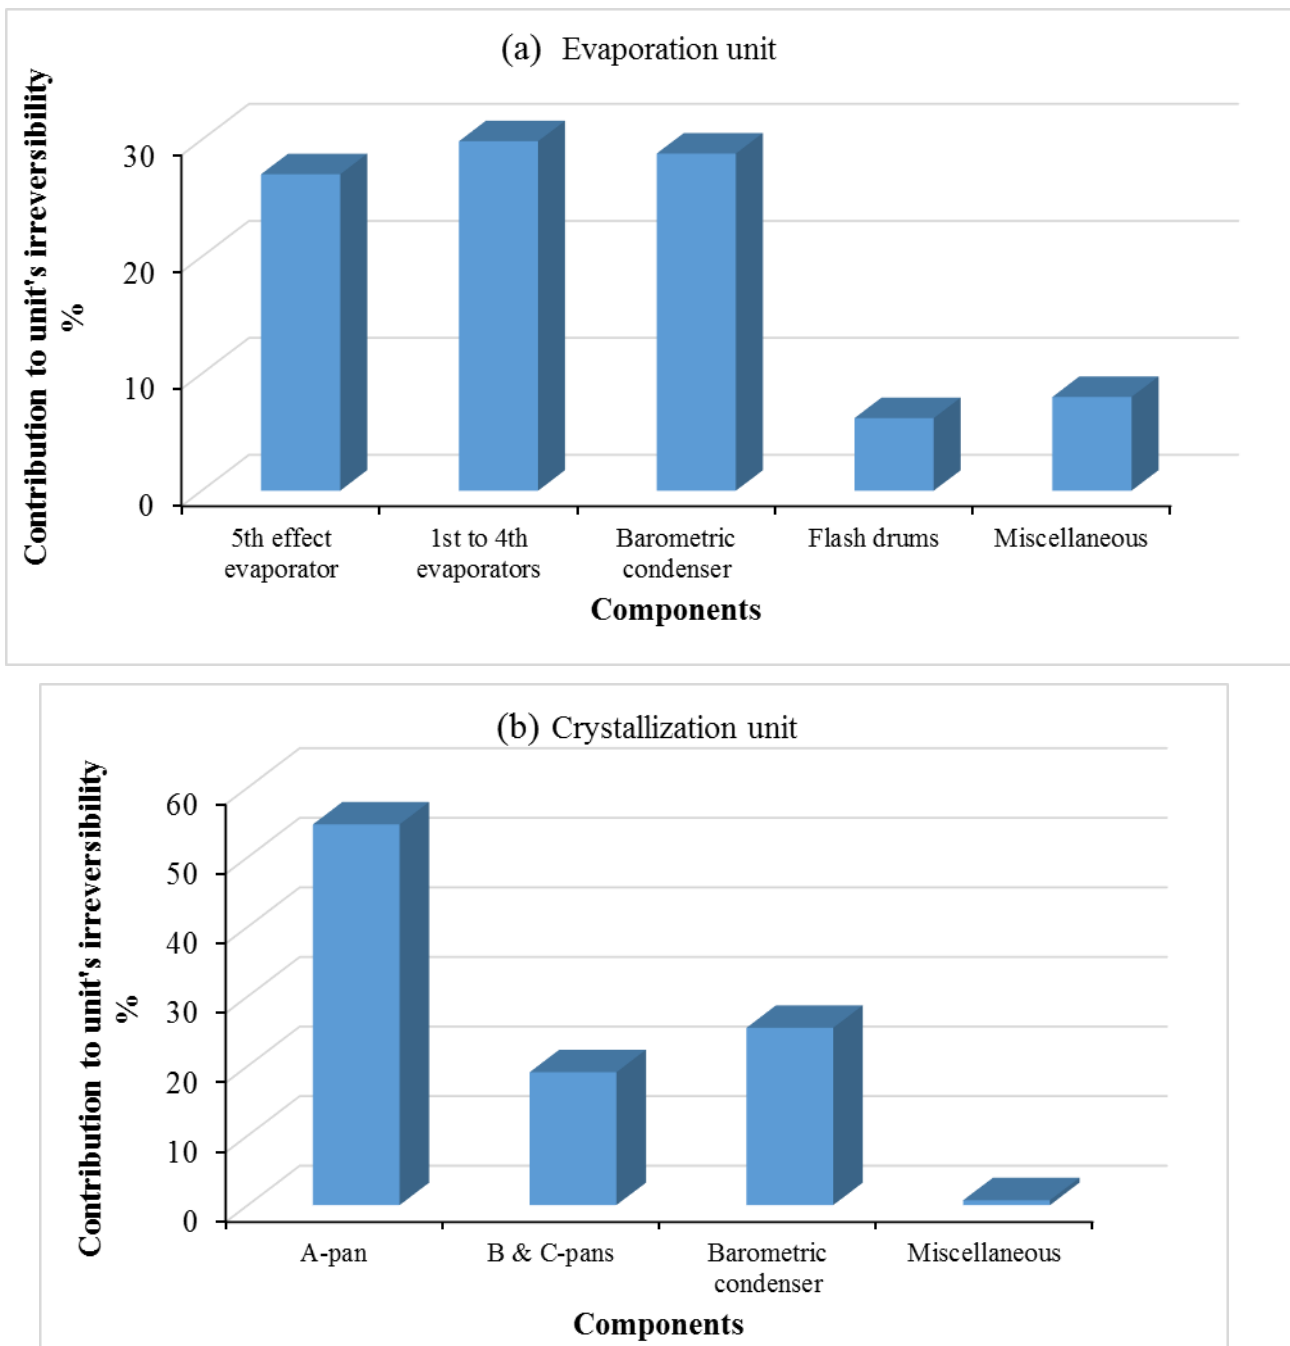 (a) Evaporation unit
Contribution to unit's irreversibility
%
30
20
10
0
5th effect
evaporator
1st to 4th
evaporators
Barometric
condenser
Flash drums
Miscellaneous
Components
(b) Crystallization unit
Contribution to unit's irreversibility
%
60
50
40
30
20
10
0
A-pan
B & C-pans
Barometric
condenser
Miscellaneous
Components